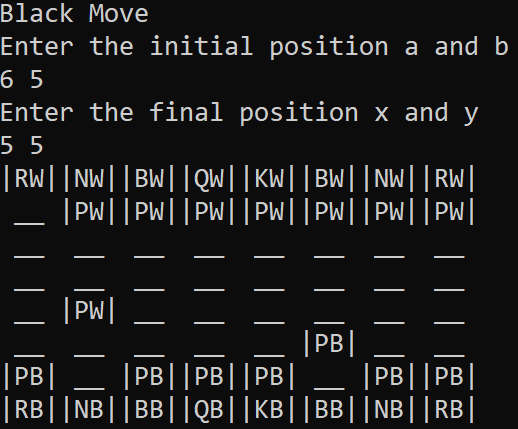 Black Move
Enter the initial position a and b
6 5
Enter the final position x and y
5 5
|RW||NW||BW||QW||KW||BW||NW||RW|
 __ |PW||PW||PW||PW||PW||PW||PW|
 __  __  __  __  __  __  __  __
 __  __  __  __  __  __  __  __
 __ |PW| __  __  __  __  __  __
 __  __  __  __  __ |PB| __  __
|PB| __ |PB||PB||PB| __ |PB||PB|
|RB||NB||BB||QB||KB||BB||NB||RB|